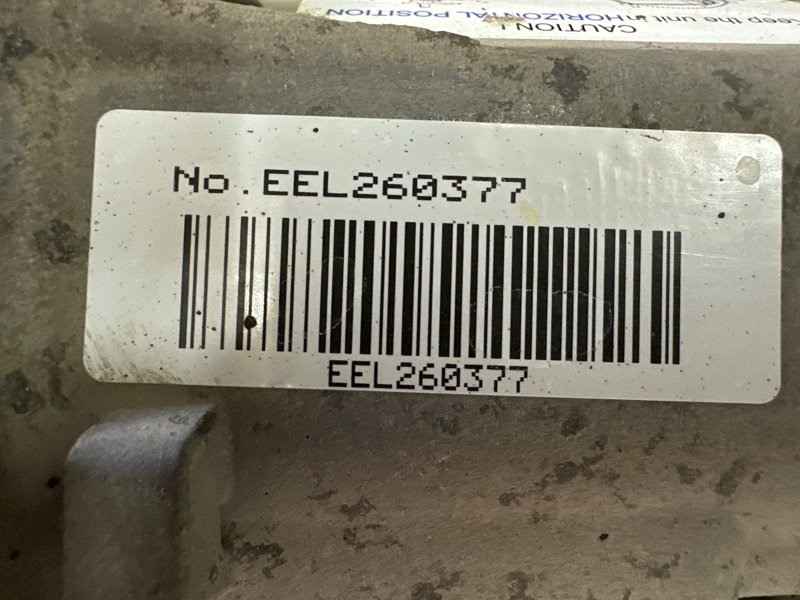 CAUTION !
Keep the unit in HORIZONTAL POSITION
No.EEL260377
EEL260377